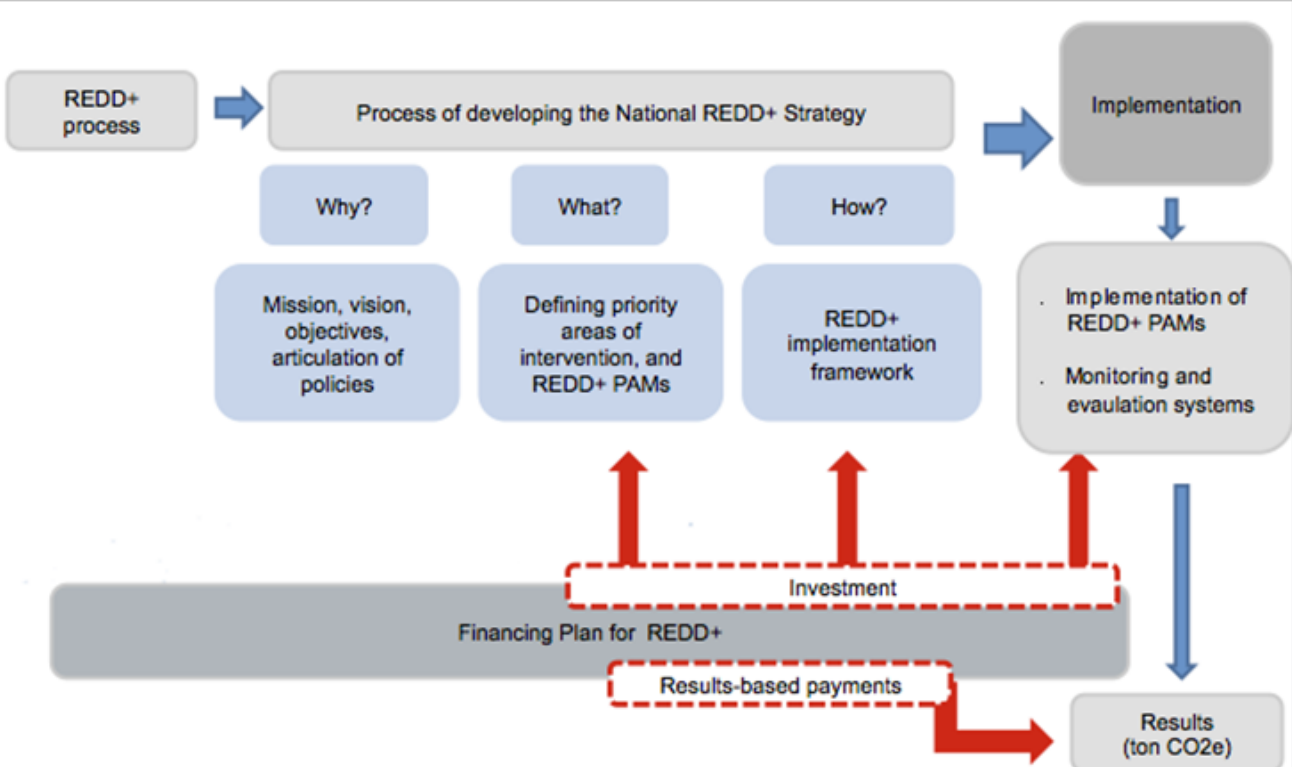 REDD+
process
Process of developing the National REDD+ Strategy
Implementation
Why?
What?
How?
Mission, vision,
objectives,
articulation of
policies
Defining priority
areas of
intervention, and
REDD+ PAMs
REDD+
implementation
framework
. Implementation of
REDD+ PAMs
. Monitoring and
evaulation systems
Investment
Financing Plan for REDD+
Results-based payments
Results
(ton CO2e)